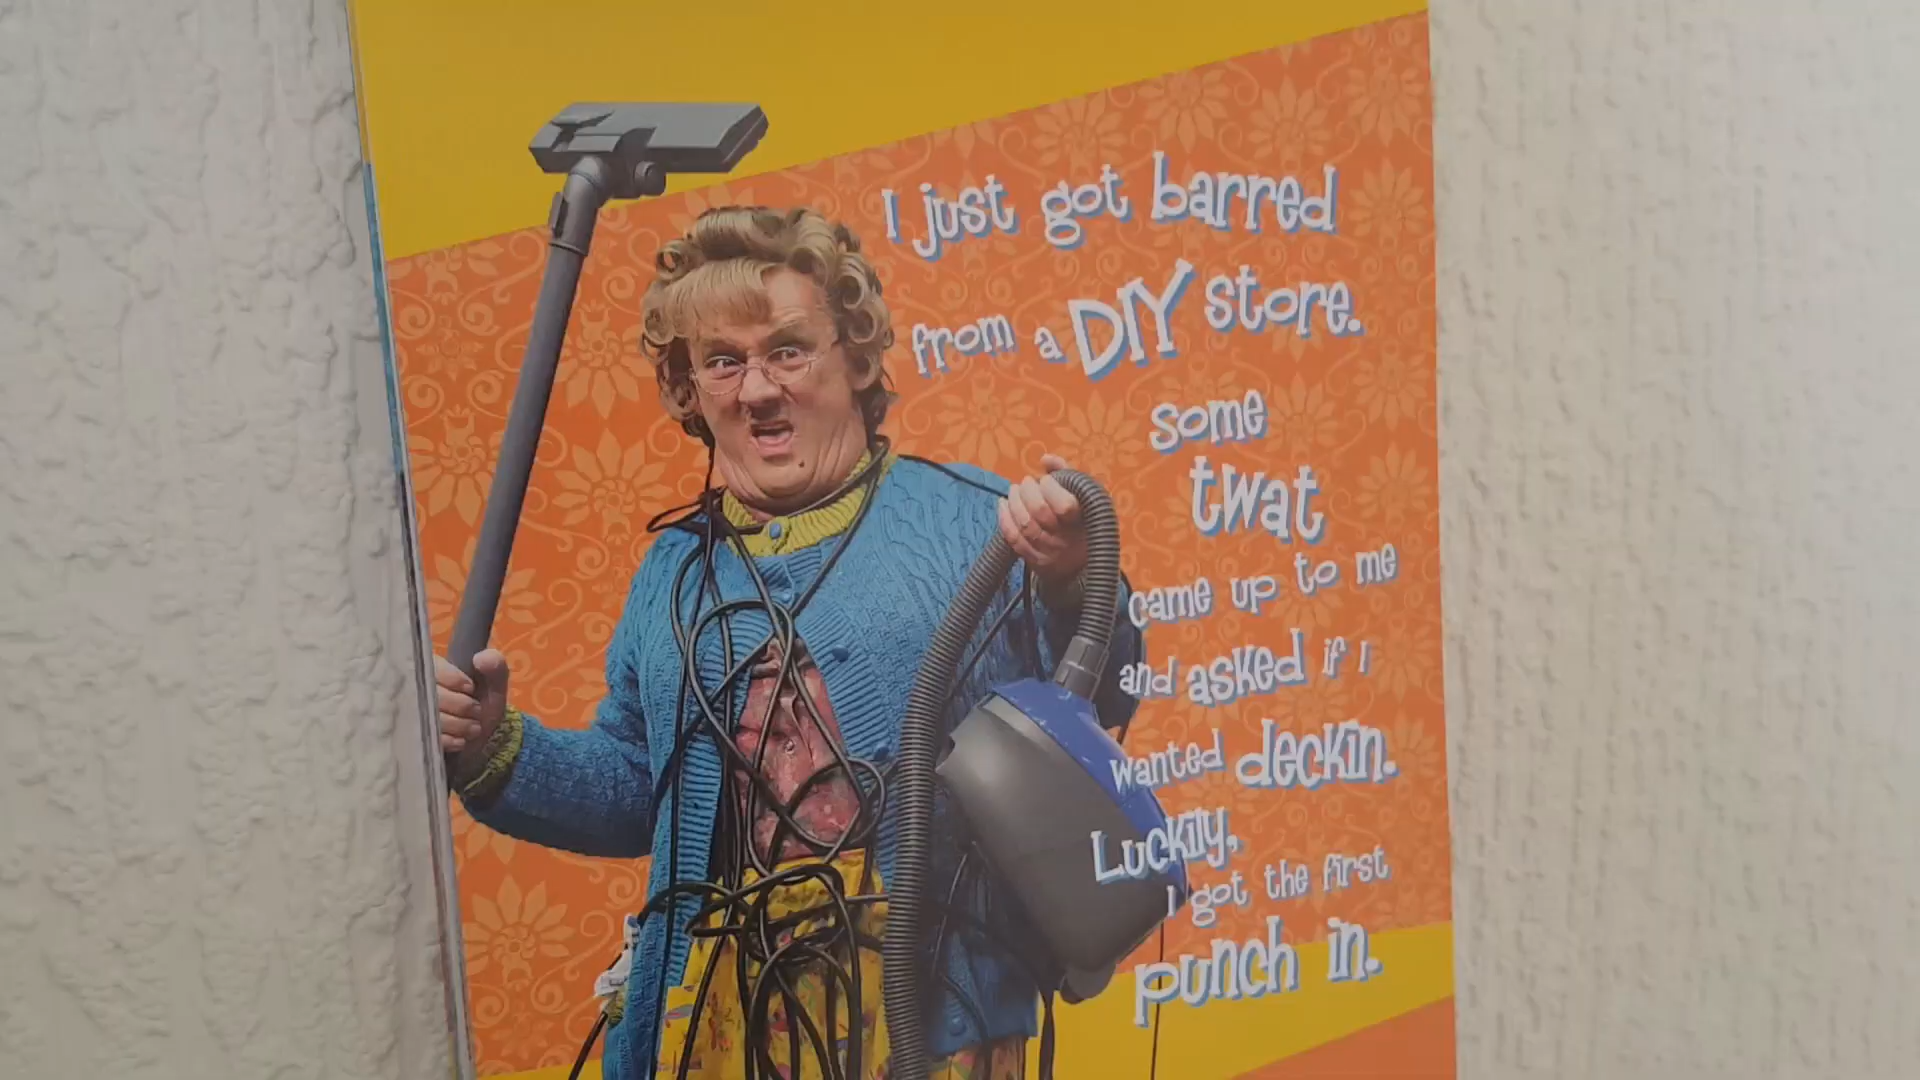 I just got barred
from a DIY store.
some
twat
came up to me
and asked if I
wanted deckin.
Luckily,
I got the first
punch in.